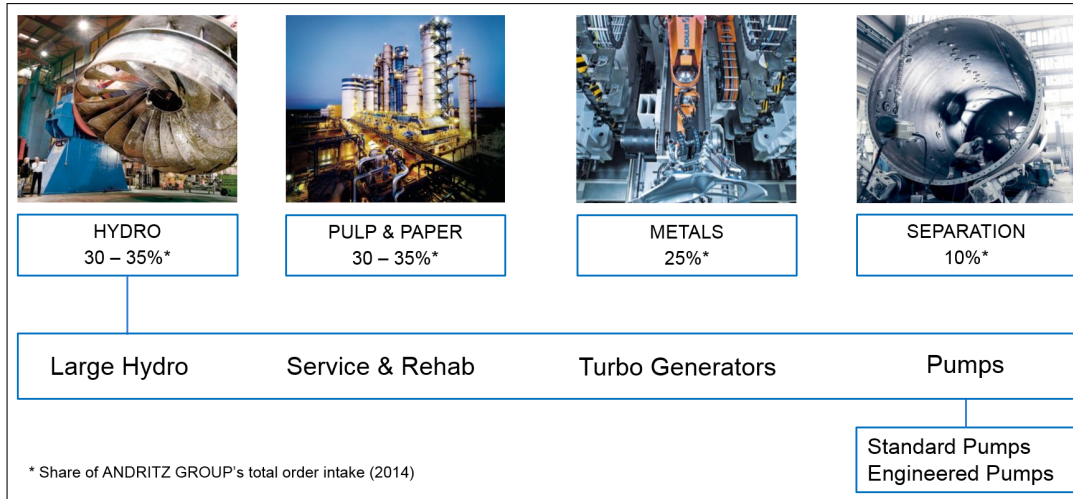 HYDRO
30 – 35%*
PULP & PAPER
30 – 35%*
METALS
25%*
SEPARATION
10%*
Large Hydro
Service & Rehab
Turbo Generators
Pumps
Standard Pumps
Engineered Pumps
* Share of ANDRITZ GROUP's total order intake (2014)